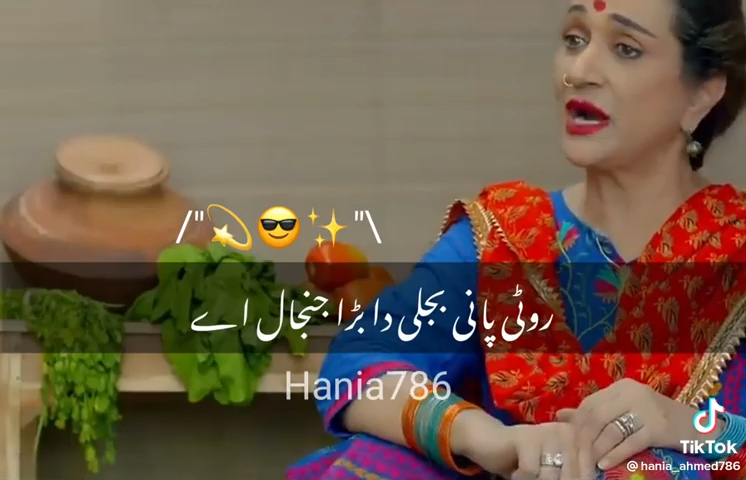 /"💫😎✨"\
روٹی پانی بجلی دا بڑا جنجال اے
Hania786
TikTok
@hania_ahmed786